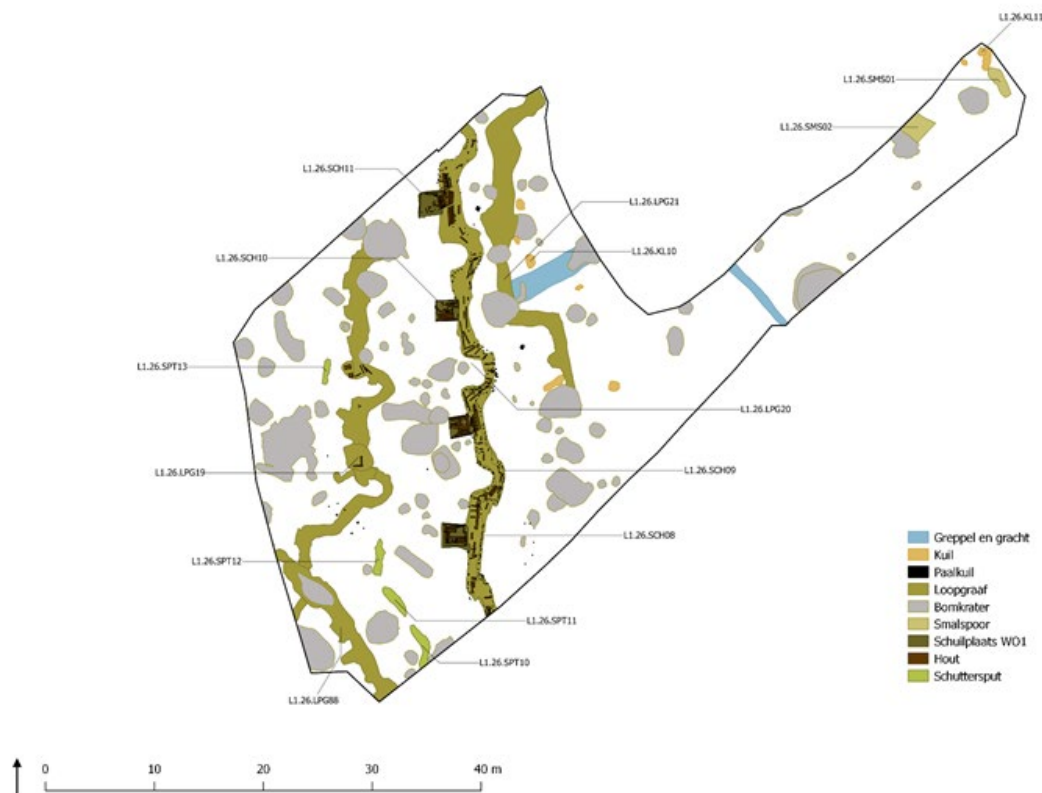 L1.26.KL11
L1.26.SMS01
L1.26.SMS02
L1.26.SCH11
L1.26.LPG21
L1.26.KL10
L1.26.SCH10
L1.26.SPT13
L1.26.LPG20
L1.26.LPG19
L1.26.SCH09
L1.26.SCH08
L1.26.SPT12
L1.26.SPT11
L1.26.SPT10
L1.26.LPG88
Greppel en gracht
Kuil
Paalkuil
Loopgraaf
Bomkrater
Smalspoor
Schuilplaats WO1
Hout
Schuttersput
0 10 20 30 40 m